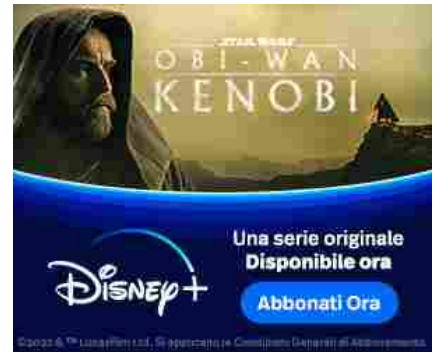 STAR WARS
OBI-WAN
KENOBI
Una serie originale
Disponibile ora
Disney+
Abbonati Ora
©2022 & ™ Lucasfilm Ltd. Si applicano le Condizioni Generali di Abbonamento.